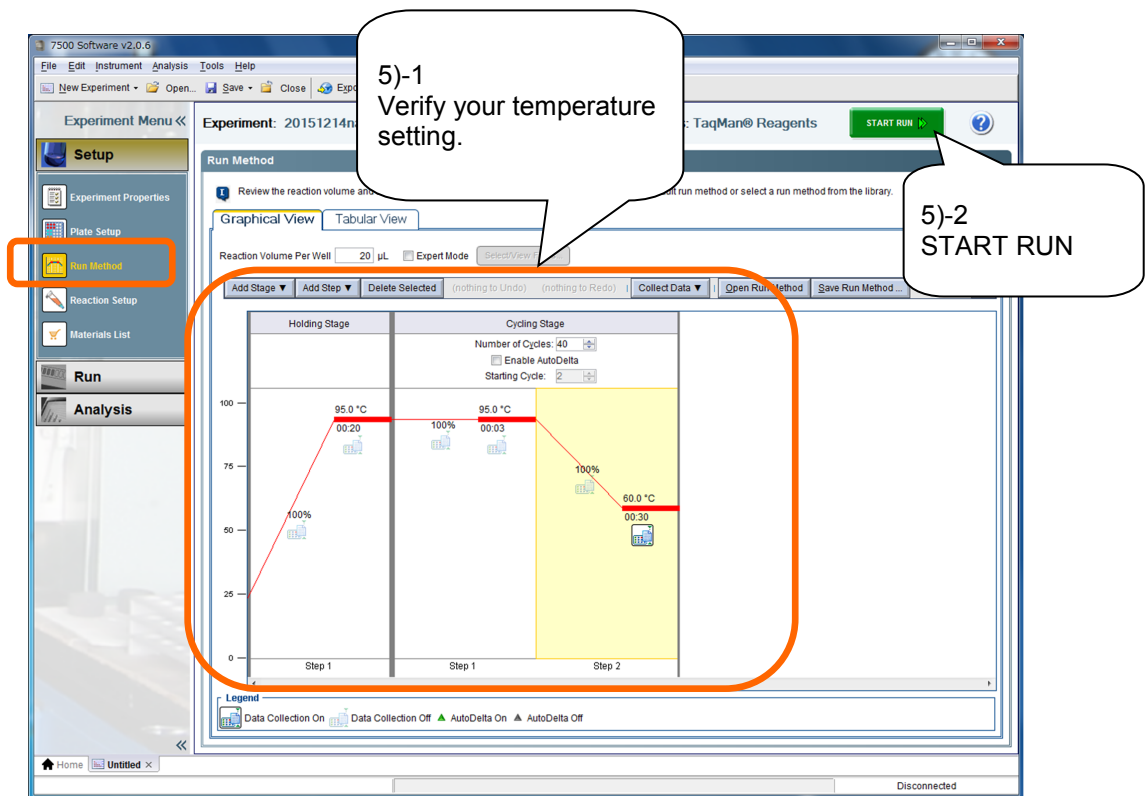 7500 Software v2.0.6
File Edit Instrument Analysis Tools Help
New Experiment Open... Save Close
Experiment Menu «
Experiment: 20151214
: TaqMan® Reagents
START RUN
?
5)-1
Verify your temperature
setting.
5)-2
START RUN
Setup
Experiment Properties
Plate Setup
Run Method
Reaction Setup
Materials List
Run
Analysis
Run Method
Review the reaction volume and
run method or select a run method from the library.
Graphical View Tabular View
Reaction Volume Per Well 20 µL Expert Mode Select/View
Add Stage ▼ Add Step ▼ Delete Selected (nothing to Undo) (nothing to Redo) Collect Data ▼ Open Run Method Save Run Method ...
Holding Stage Cycling Stage
Number of Cycles: 40
Enable AutoDelta
Starting Cycle: 2
100
95.0 °C 95.0 °C
00:20 100% 00:03
75
100%
60.0 °C
100% 00:30
50
25
0
Step 1 Step 1 Step 2
Legend
Data Collection On Data Collection Off ▲ AutoDelta On ▲ AutoDelta Off
«
Home Untitled ×
Disconnected